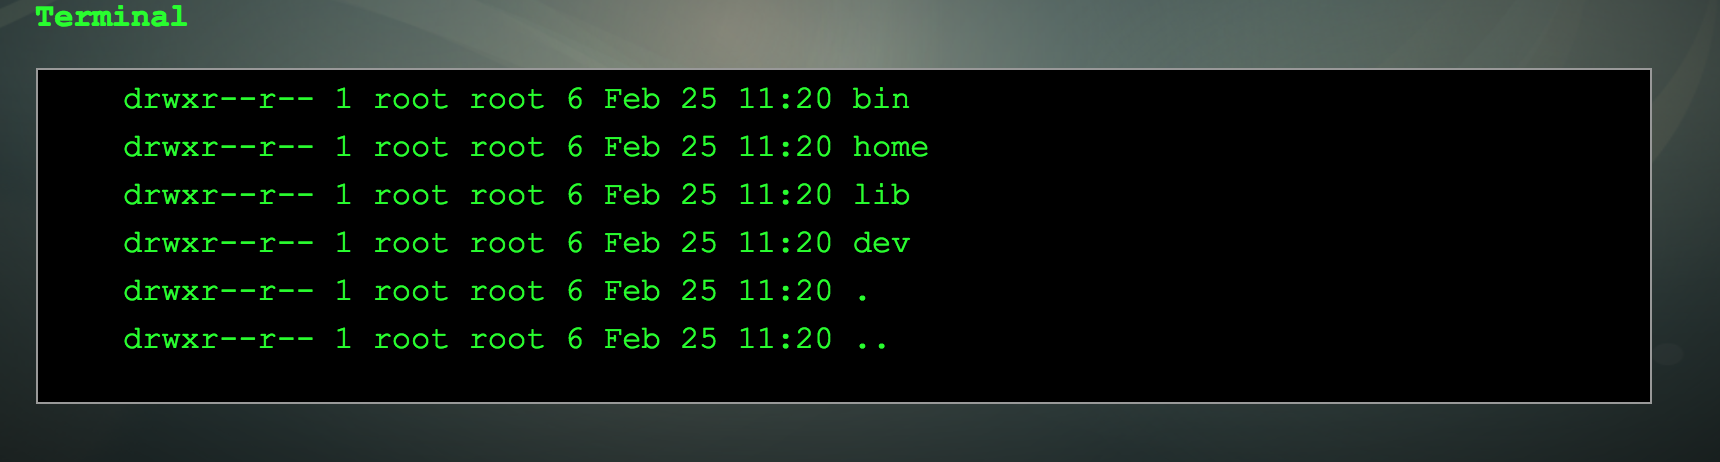 Terminal
drwxr--r-- 1 root root 6 Feb 25 11:20 bin
drwxr--r-- 1 root root 6 Feb 25 11:20 home
drwxr--r-- 1 root root 6 Feb 25 11:20 lib
drwxr--r-- 1 root root 6 Feb 25 11:20 dev
drwxr--r-- 1 root root 6 Feb 25 11:20 .
drwxr--r-- 1 root root 6 Feb 25 11:20 ..